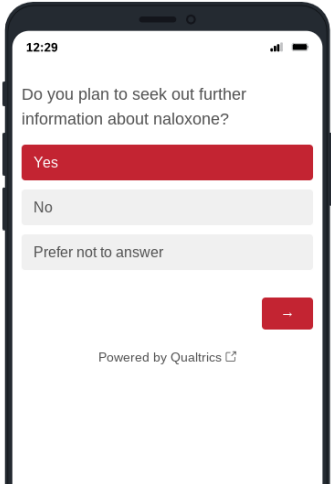 12:29
Do you plan to seek out further
information about naloxone?
Yes
No
Prefer not to answer
→
Powered by Qualtrics